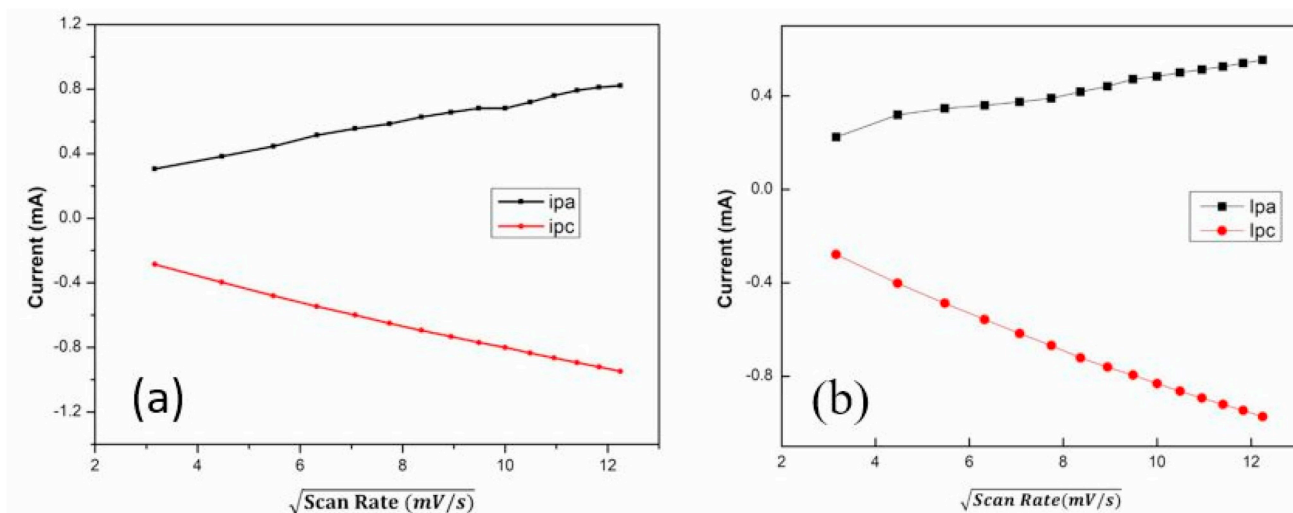 1.2
0.8
0.4
0.0
-0.4
-0.8
-1.2
Current (mA)
ipa
ipc
(a)
2 4 6 8 10 12
√Scan Rate (mV/s)
0.4
0.0
-0.4
-0.8
Current (mA)
Ipa
Ipc
(b)
2 4 6 8 10 12
√Scan Rate(mV/s)